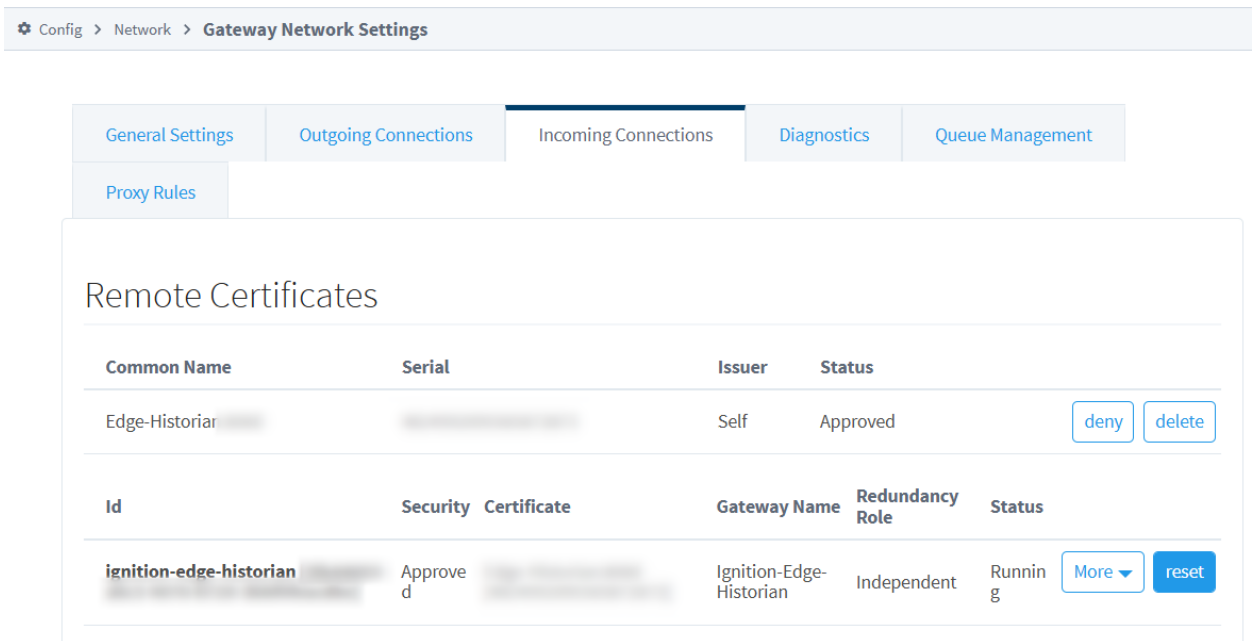 Config > Network > Gateway Network Settings
General Settings Outgoing Connections Incoming Connections Diagnostics Queue Management
Proxy Rules
Remote Certificates
Common Name Serial Issuer Status
Edge-Historian Self Approved deny delete
Id Security Certificate Gateway Name Redundancy
Role Status
ignition-edge-historian Approve Ignition-Edge- Independent Runnin More reset
d Historian g